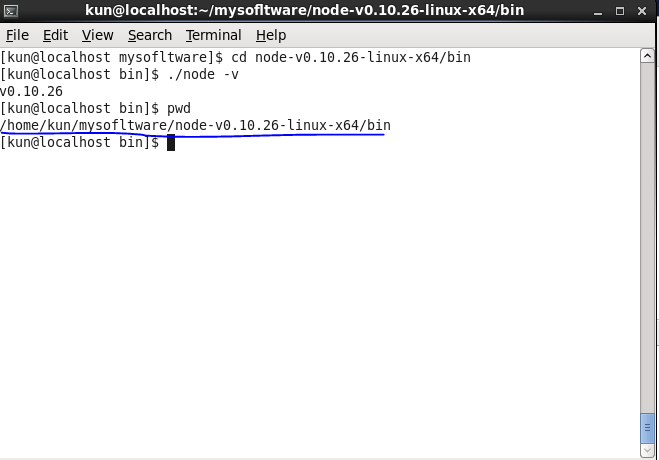 kun@localhost:~/mysofltware/node-v0.10.26-linux-x64/bin
File Edit View Search Terminal Help
[kun@localhost mysofltware]$ cd node-v0.10.26-linux-x64/bin
[kun@localhost bin]$ ./node -v
v0.10.26
[kun@localhost bin]$ pwd
/home/kun/mysofltware/node-v0.10.26-linux-x64/bin
[kun@localhost bin]$